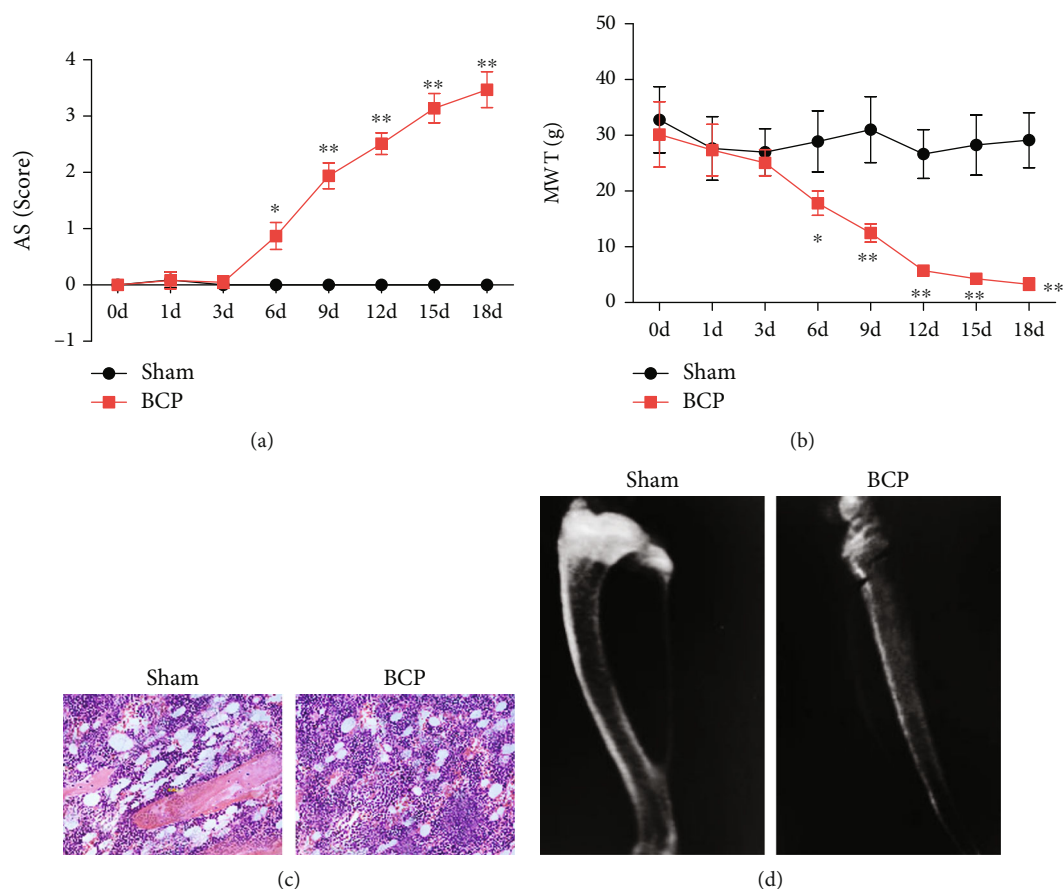 4
3
2
1
0
–1
AS (Score)
*
**
**
**
**
0d 1d 3d 6d 9d 12d 15d 18d
Sham
BCP
(a)
50
40
30
20
10
0
MWT (g)
*
**
**
**
**
0d 1d 3d 6d 9d 12d 15d 18d
Sham
BCP
(b)
Sham BCP
(c)
Sham BCP
(d)